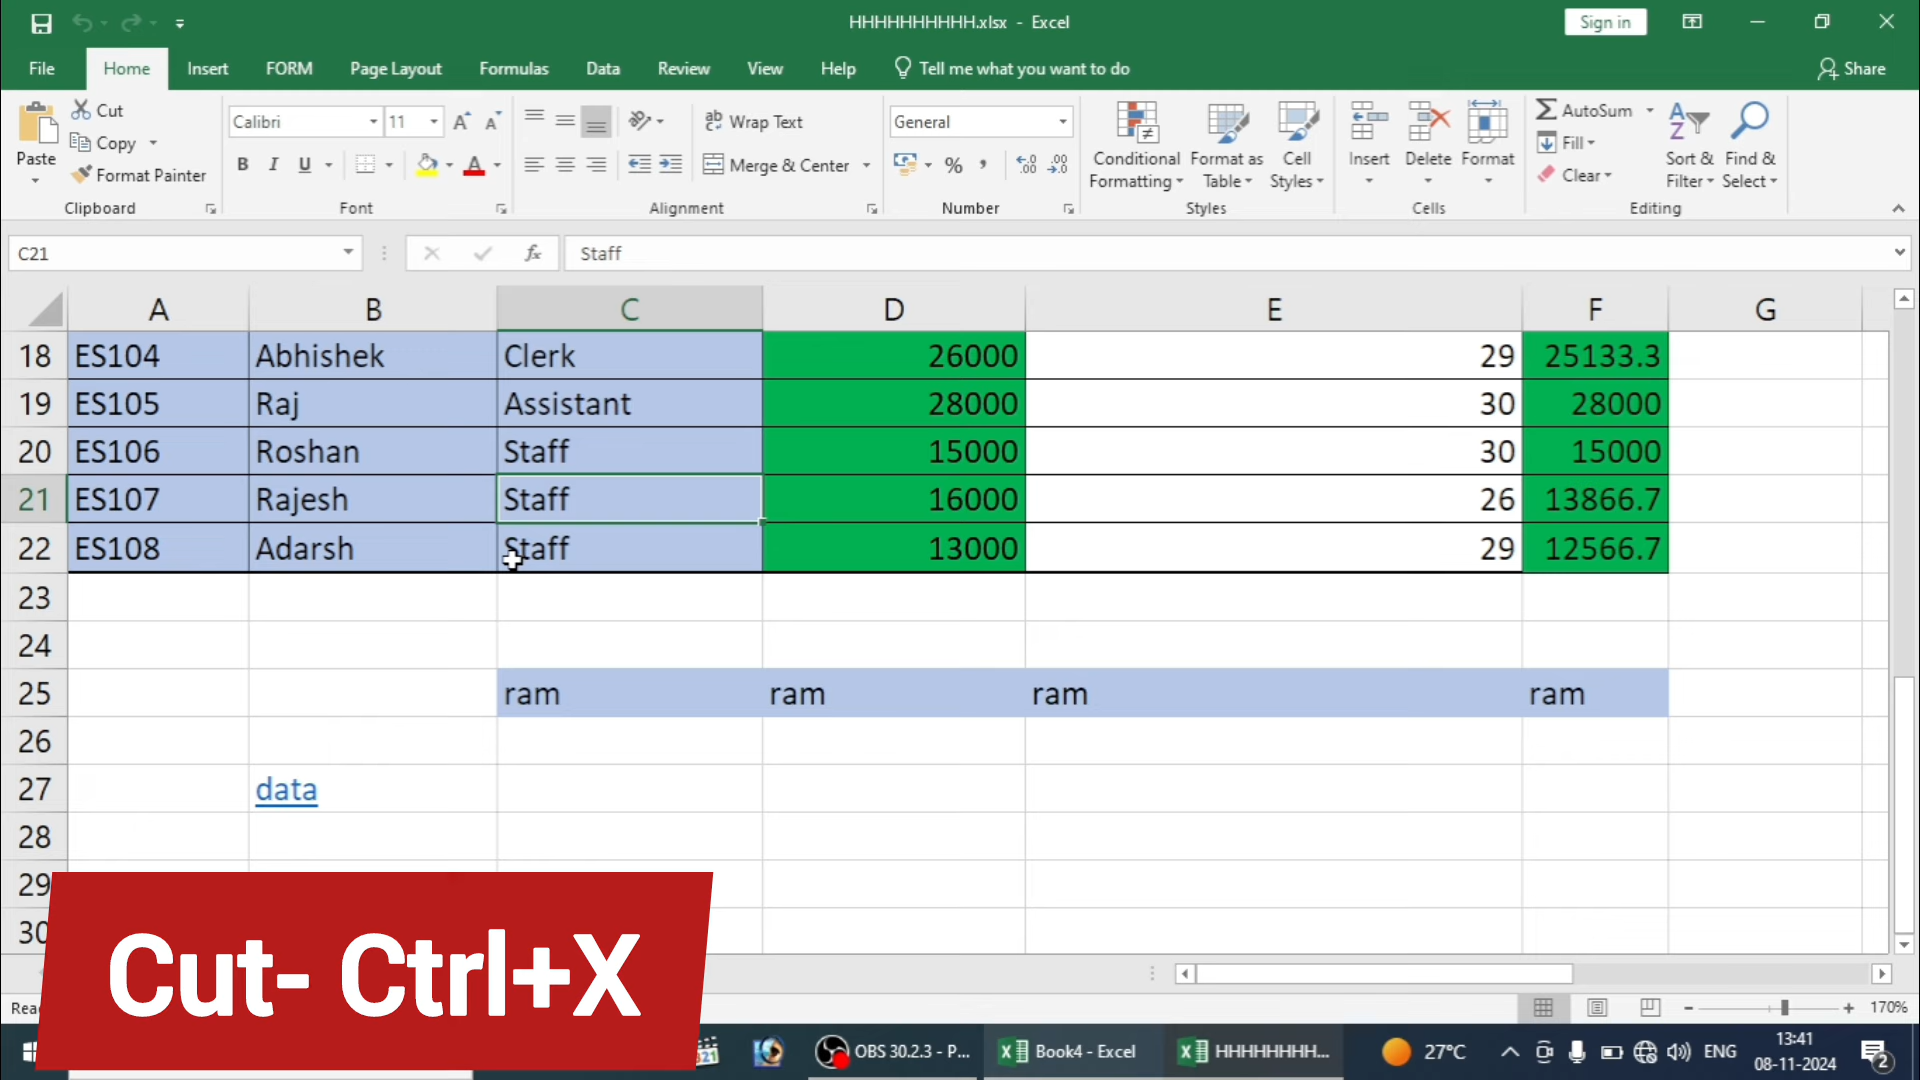 HHHHHHHHHH.xlsx - Excel
Sign in
File Home Insert FORM Page Layout Formulas Data Review View Help Tell me what you want to do Share
Paste
Cut
Copy
Format Painter
Clipboard
Calibri 11
B I U
Font
Wrap Text
Merge & Center
Alignment
General
Number
Conditional Formatting
Format as Table
Cell Styles
Styles
Insert Delete Format
Cells
AutoSum
Fill
Clear
Sort & Filter
Find & Select
Editing
C21 fx Staff
A B C D E F G
18 ES104 Abhishek Clerk 26000 29 25133.3
19 ES105 Raj Assistant 28000 30 28000
20 ES106 Roshan Staff 15000 30 15000
21 ES107 Rajesh Staff 16000 26 13866.7
22 ES108 Adarsh Staff 13000 29 12566.7
23
24
25 ram ram ram ram
26
27 data
28
29
30
Cut- Ctrl+X
170%
OBS 30.2.3 - P... Book4 - Excel HHHHHHHH... 27°C ENG 13:41
08-11-2024
2